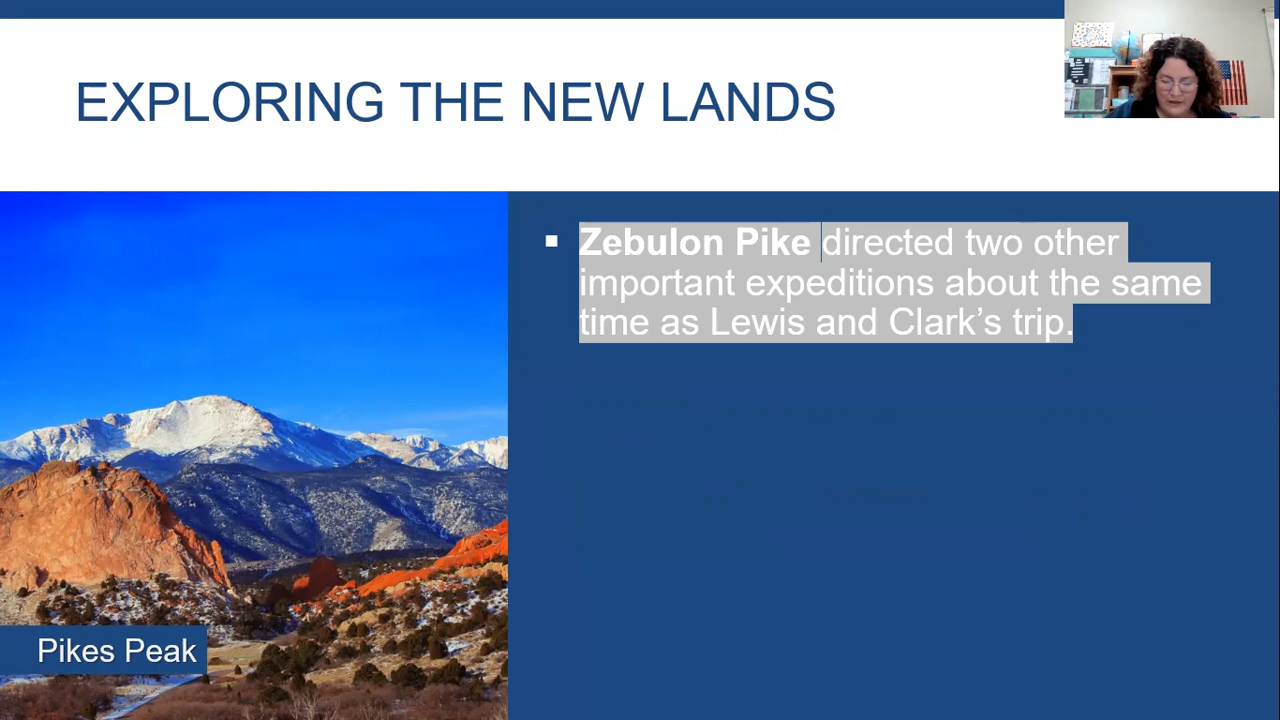 EXPLORING THE NEW LANDS
Zebulon Pike directed two other
important expeditions about the same
time as Lewis and Clark’s trip.
Pikes Peak